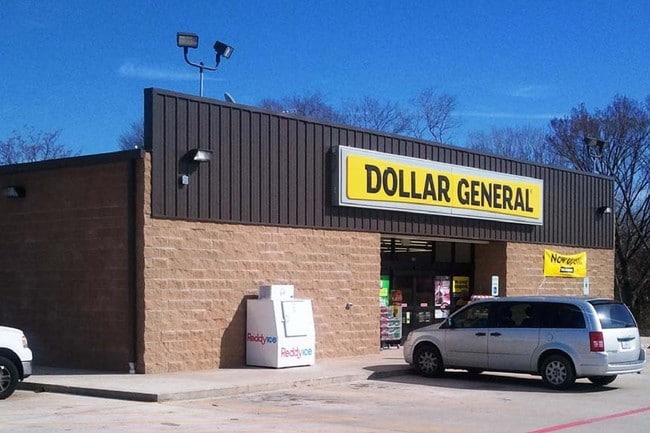 DOLLAR GENERAL
Now open!
ReddyIce
ReddyIce